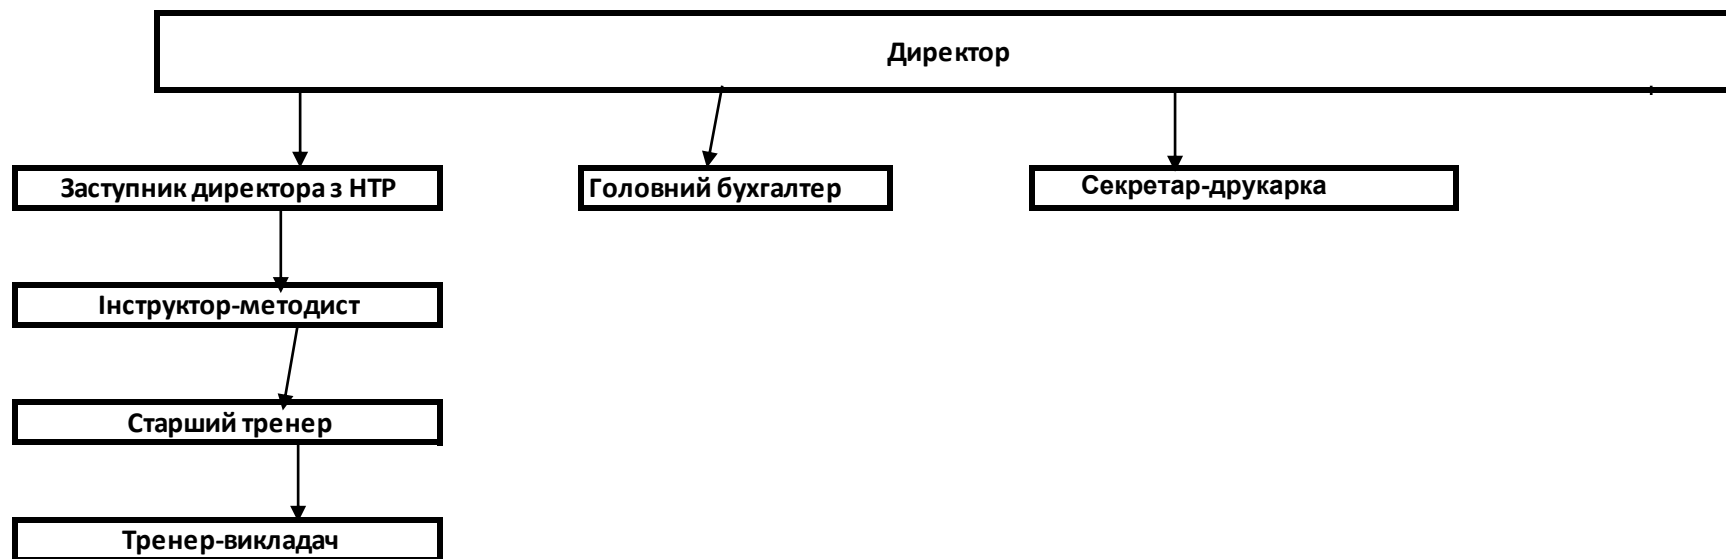 Директор
Заступник директора з НТР
Головний бухгалтер
Секретар-друкарка
Інструктор-методист
Старший тренер
Тренер-викладач